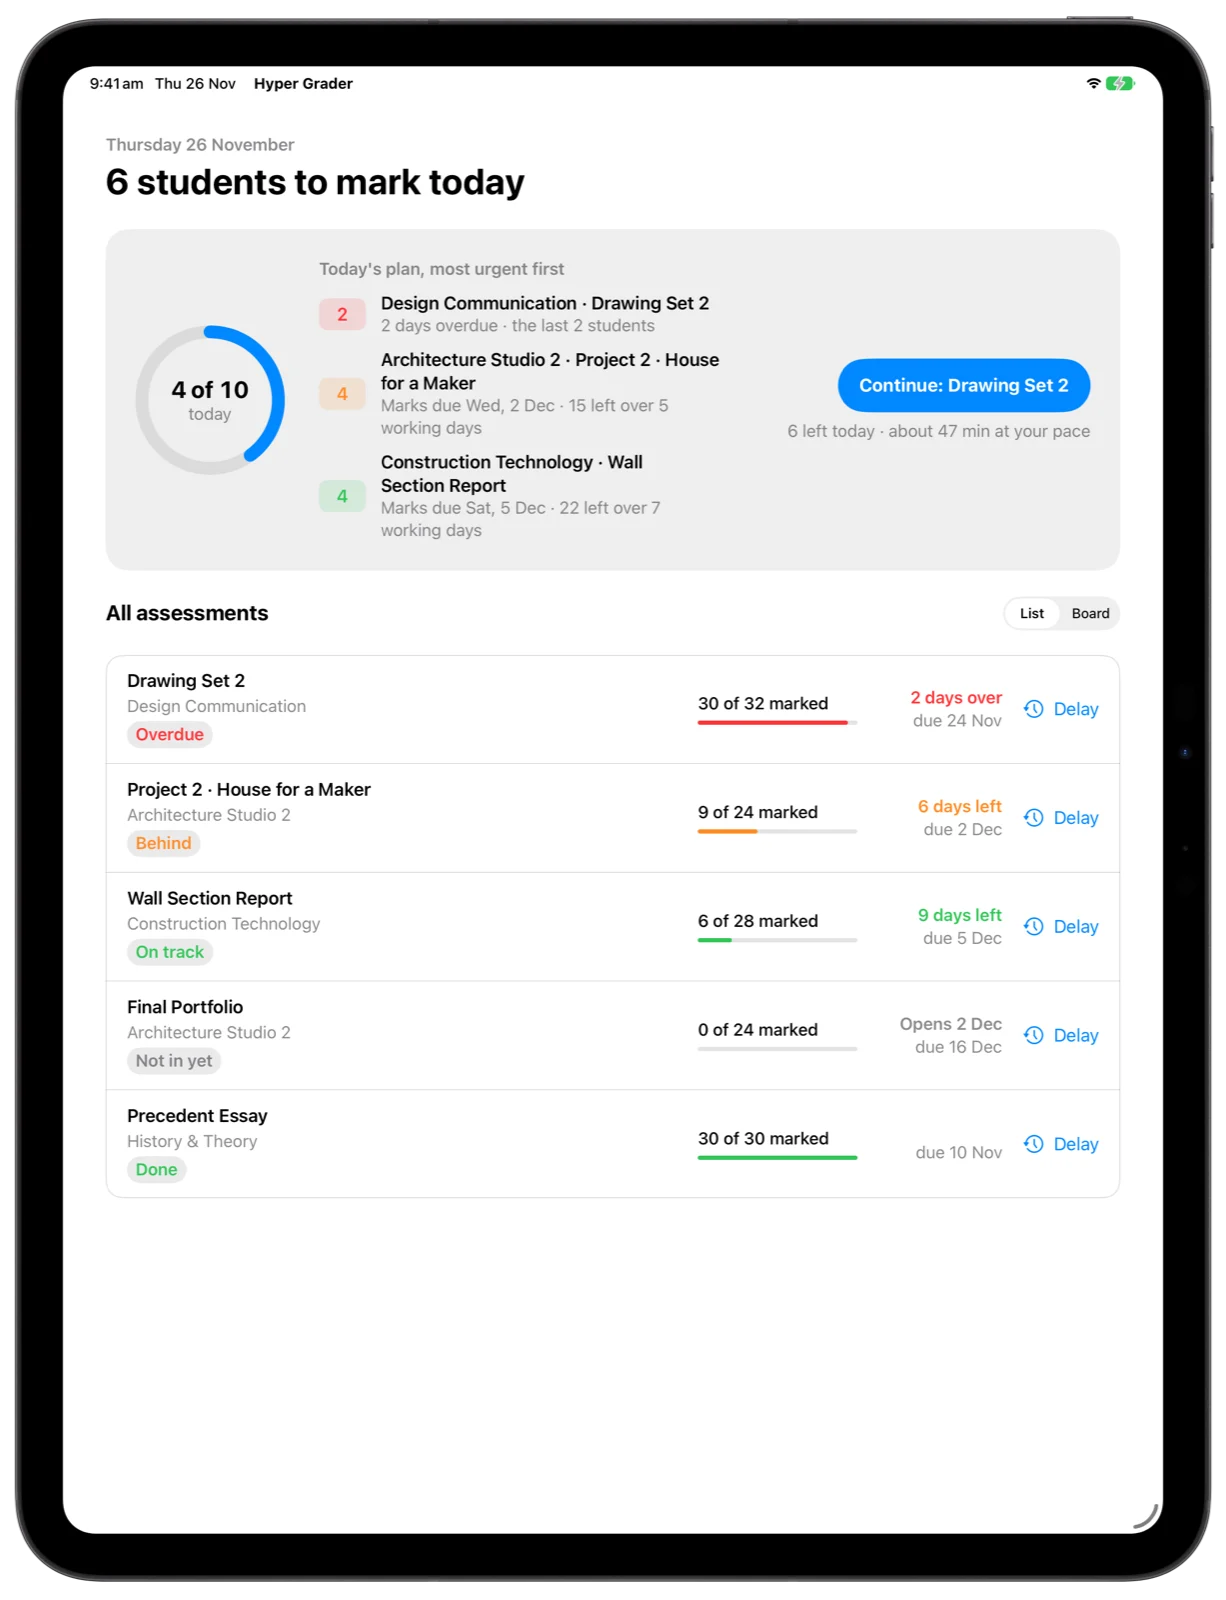 9:41 am Thu 26 Nov Hyper Grader
Thursday 26 November
6 students to mark today
Today's plan, most urgent first
4 of 10
today
2
Design Communication · Drawing Set 2
2 days overdue · the last 2 students
4
Architecture Studio 2 · Project 2 · House
for a Maker
Marks due Wed, 2 Dec · 15 left over 5
working days
4
Construction Technology · Wall
Section Report
Marks due Sat, 5 Dec · 22 left over 7
working days
Continue: Drawing Set 2
6 left today · about 47 min at your pace
All assessments
List Board
Drawing Set 2
Design Communication
Overdue
30 of 32 marked
2 days over
due 24 Nov
Delay
Project 2 · House for a Maker
Architecture Studio 2
Behind
9 of 24 marked
6 days left
due 2 Dec
Delay
Wall Section Report
Construction Technology
On track
6 of 28 marked
9 days left
due 5 Dec
Delay
Final Portfolio
Architecture Studio 2
Not in yet
0 of 24 marked
Opens 2 Dec
due 16 Dec
Delay
Precedent Essay
History & Theory
Done
30 of 30 marked
due 10 Nov
Delay